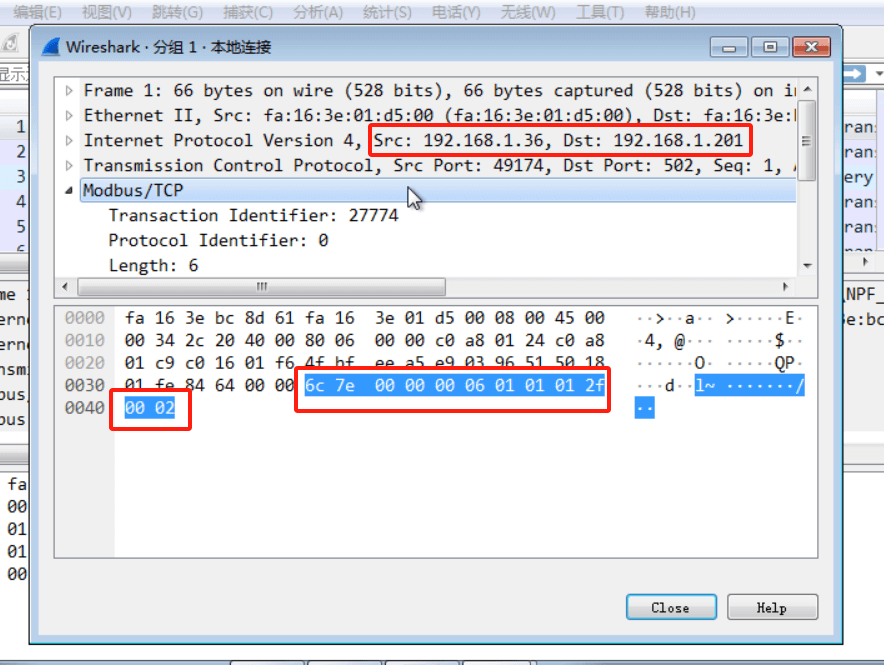 编辑(E) 视图(V) 跳转(G) 捕获(C) 分析(A) 统计(S) 电话(Y) 无线(W) 工具(T) 帮助(H)
Wireshark · 分组 1 · 本地连接
Frame 1: 66 bytes on wire (528 bits), 66 bytes captured (528 bits) on i
Ethernet II, Src: fa:16:3e:01:d5:00 (fa:16:3e:01:d5:00), Dst: fa:16:3e:
Internet Protocol Version 4, Src: 192.168.1.36, Dst: 192.168.1.201
Transmission Control Protocol, Src Port: 49174, Dst Port: 502, Seq: 1,
Modbus/TCP
Transaction Identifier: 27774
Protocol Identifier: 0
Length: 6
0000 fa 16 3e bc 8d 61 fa 16 3e 01 d5 00 08 00 45 00 ··>··a·· >·····E·
0010 00 34 2c 20 40 00 80 06 00 00 c0 a8 01 24 c0 a8 ·4, @··· ·····$··
0020 01 c9 c0 16 01 f6 4f bf ee a5 e9 03 96 51 50 18 ······O· ·····QP·
0030 01 fe 84 64 00 00 6c 7e 00 00 00 06 01 01 01 2f ···d··l~ ·······/
0040 00 02 ··
Close Help
1
2
3
4
5
6
ran
ran
ery
ran
ran
me 1
\NPF_
erne
e:bc
erne
nsmi
bus
bus
fa
00
01
01
00